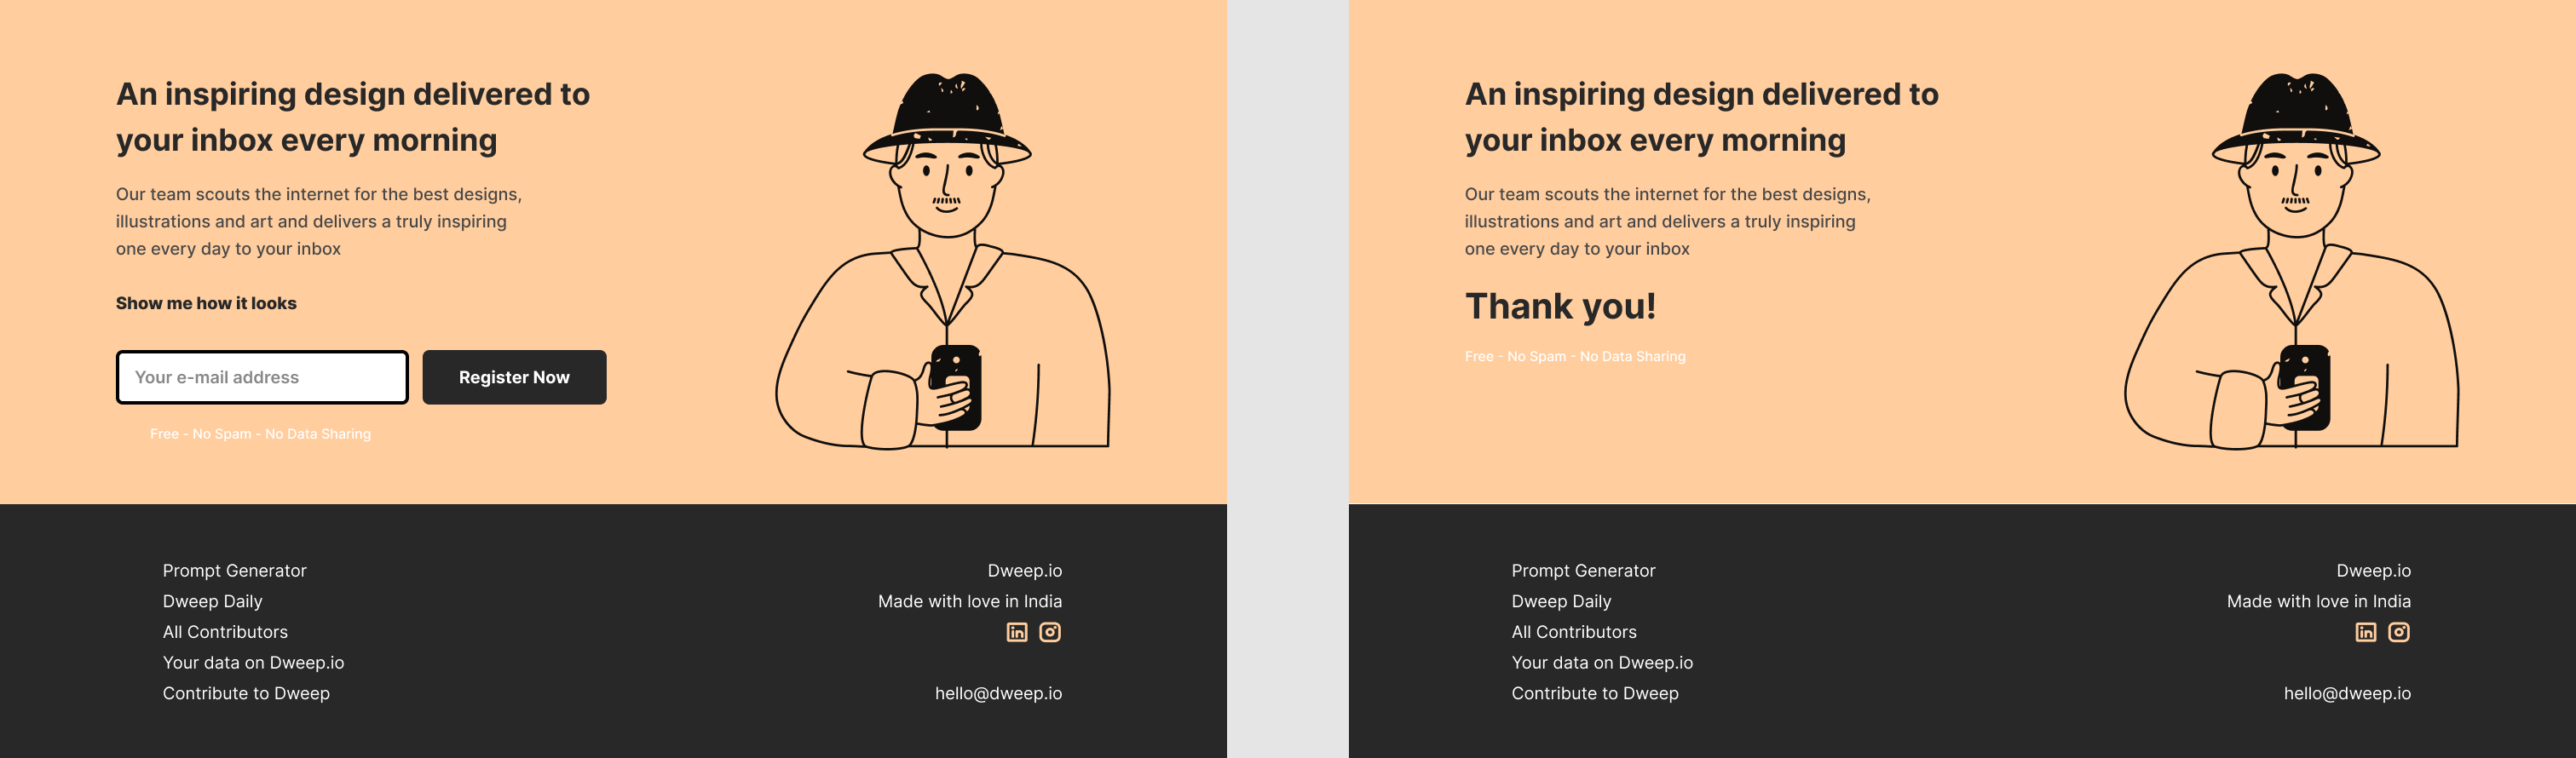 An inspiring design delivered to
your inbox every morning
Our team scouts the internet for the best designs,
illustrations and art and delivers a truly inspiring
one every day to your inbox
Show me how it looks
Your e-mail address
Register Now
Free - No Spam - No Data Sharing
Prompt Generator
Dweep Daily
All Contributors
Your data on Dweep.io
Contribute to Dweep
Dweep.io
Made with love in India
in
hello@dweep.io
An inspiring design delivered to
your inbox every morning
Our team scouts the internet for the best designs,
illustrations and art and delivers a truly inspiring
one every day to your inbox
Thank you!
Free - No Spam - No Data Sharing
Prompt Generator
Dweep Daily
All Contributors
Your data on Dweep.io
Contribute to Dweep
Dweep.io
Made with love in India
in
hello@dweep.io